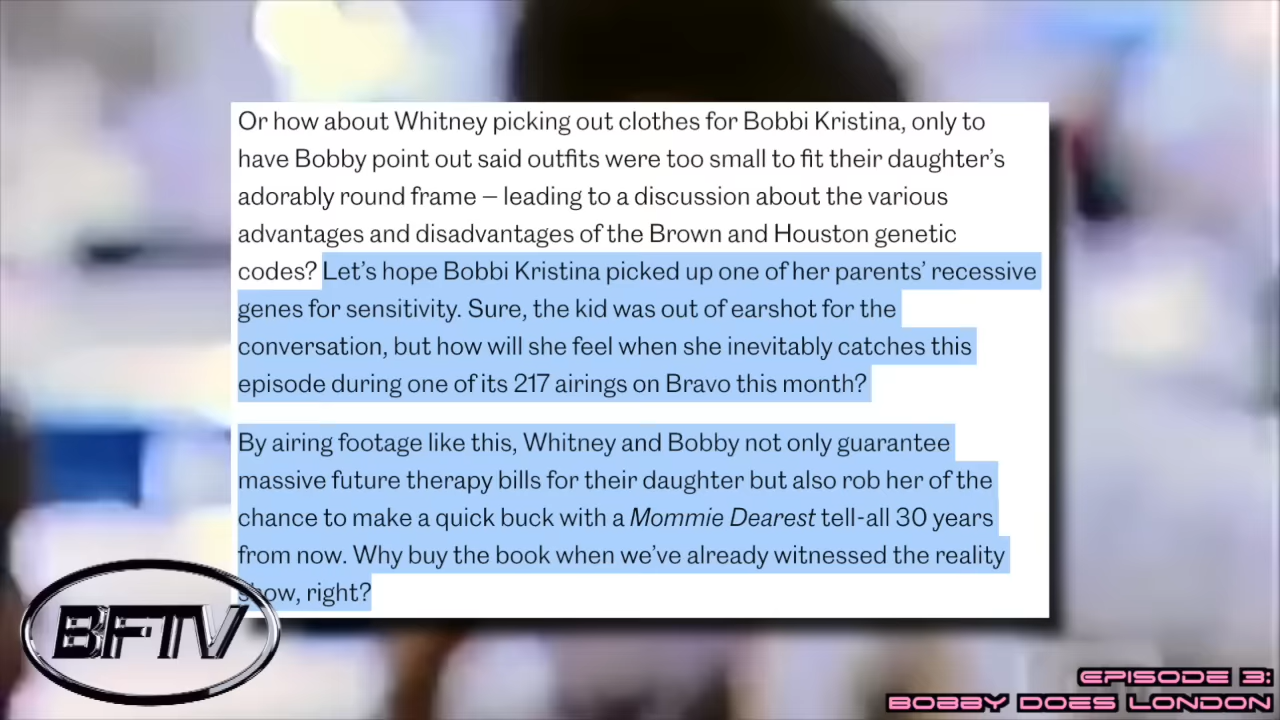 Or how about Whitney picking out clothes for Bobbi Kristina, only to
have Bobby point out said outfits were too small to fit their daughter’s
adorably round frame — leading to a discussion about the various
advantages and disadvantages of the Brown and Houston genetic
codes? Let’s hope Bobbi Kristina picked up one of her parents’ recessive
genes for sensitivity. Sure, the kid was out of earshot for the
conversation, but how will she feel when she inevitably catches this
episode during one of its 217 airings on Bravo this month?
By airing footage like this, Whitney and Bobby not only guarantee
massive future therapy bills for their daughter but also rob her of the
chance to make a quick buck with a Mommie Dearest tell-all 30 years
from now. Why buy the book when we’ve already witnessed the reality
show, right?
BFTV
EPISODE 3:
BOBBY DOES LONDON